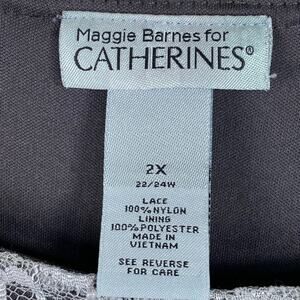 Maggie Barnes for
CATHERINES®
2X
22/24W
LACE
100% NYLON
LINING
100% POLYESTER
MADE IN
VIETNAM
SEE REVERSE
FOR CARE